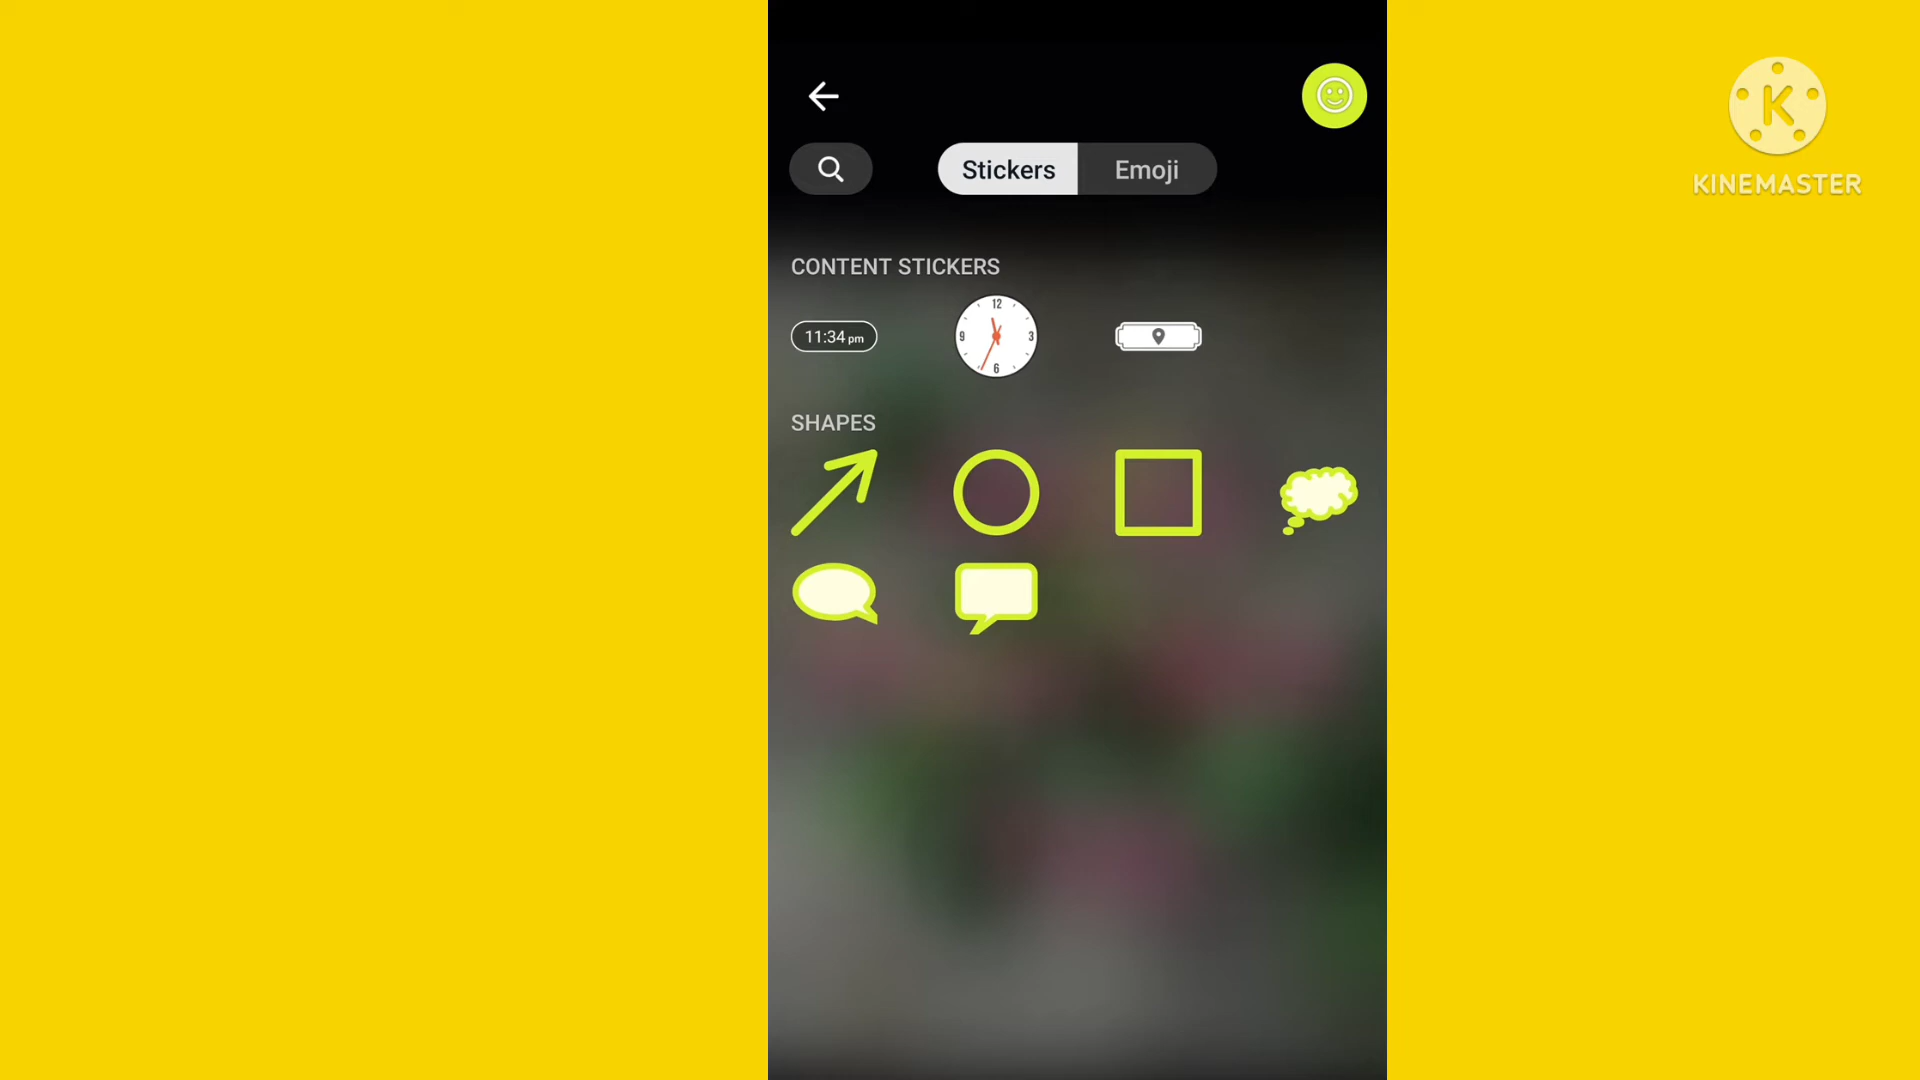 KINEMASTER
Stickers Emoji
CONTENT STICKERS
11:34 pm
12
9 3
6
SHAPES